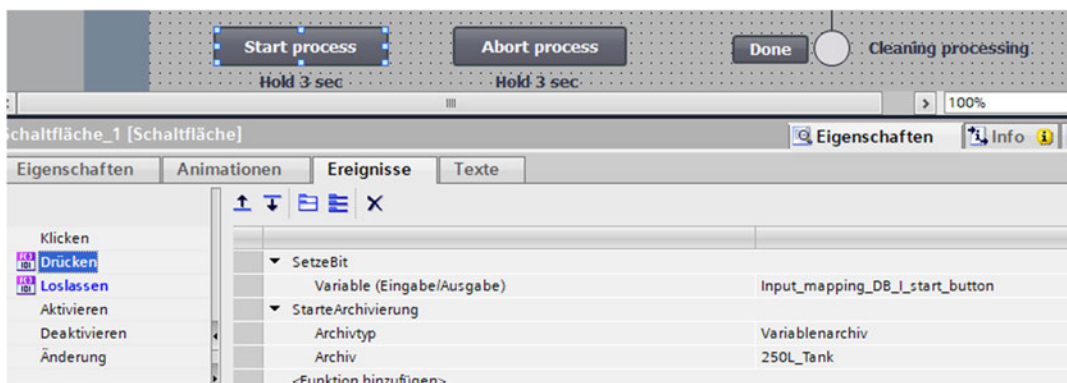 Start process
Abort process
Done
Cleaning processing
Hold 3 sec
Hold 3 sec
100%
[Schaltfläche]
Eigenschaften
Info
Eigenschaften
Animationen
Ereignisse
Texte
Klicken
Drücken
SetzeBit
Loslassen
Variable (Eingabe/Ausgabe)
Input_mapping_DB_I_start_button
Aktivieren
StarteArchivierung
Deaktivieren
Archivtyp
Variablenarchiv
Änderung
Archiv
250L_Tank
<Funktion hinzufügen>